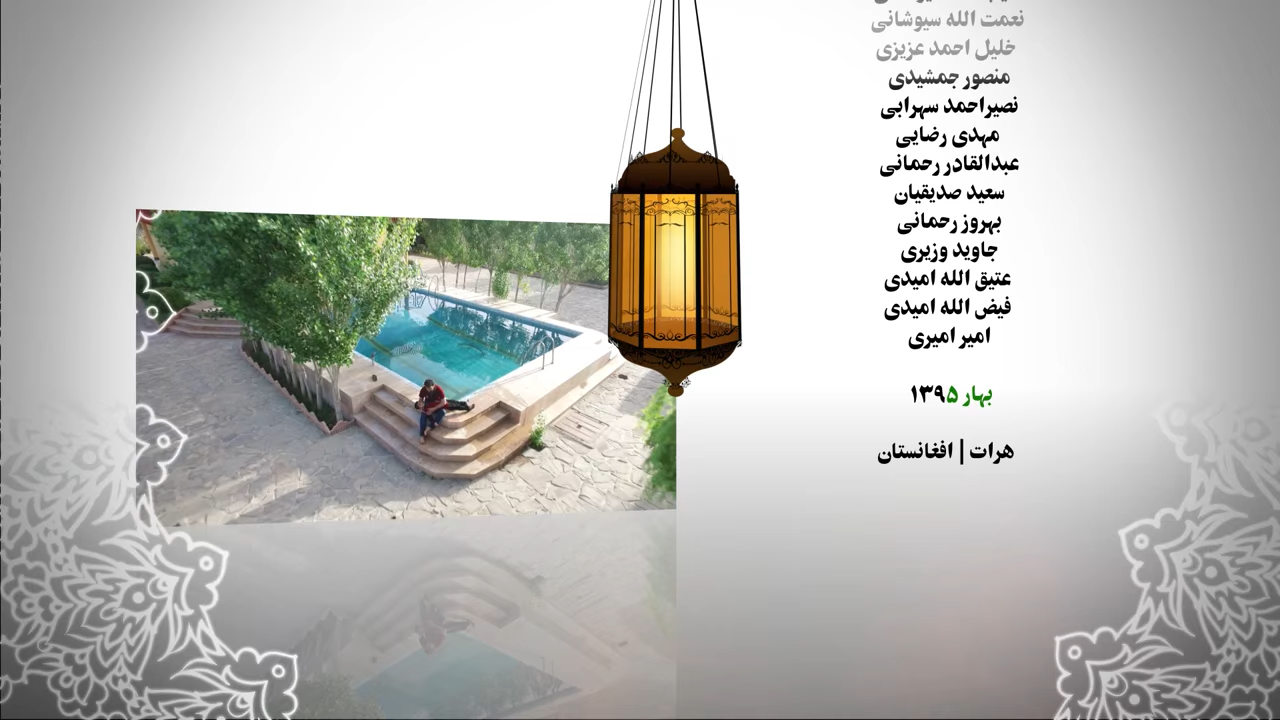 نعمت الله سیوشانی
خلیل احمد عزیزی
منصور جمشیدی
نصیراحمد سهرابی
مهدی رضایی
عبدالقادر رحمانی
سعید صدیقیان
بهروز رحمانی
جاوید وزیری
عتیق الله امیدی
فیض الله امیدی
امیر امیری
بهار ۱۳۹۵
هرات | افغانستان